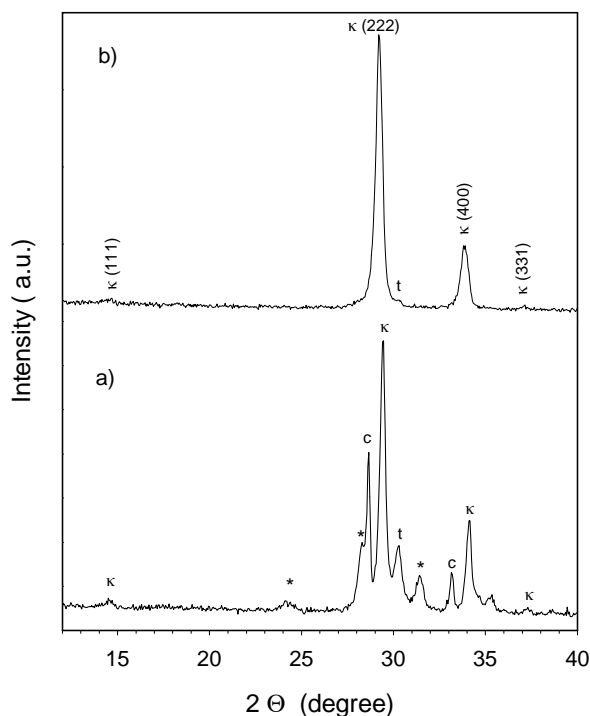 κ (222)
b)
κ (111)
t
κ (400)
κ (331)
Intensity ( a.u.)
a)
κ
c
*
t
*
c
κ
κ
*
κ
15 20 25 30 35 40
2 Θ (degree)